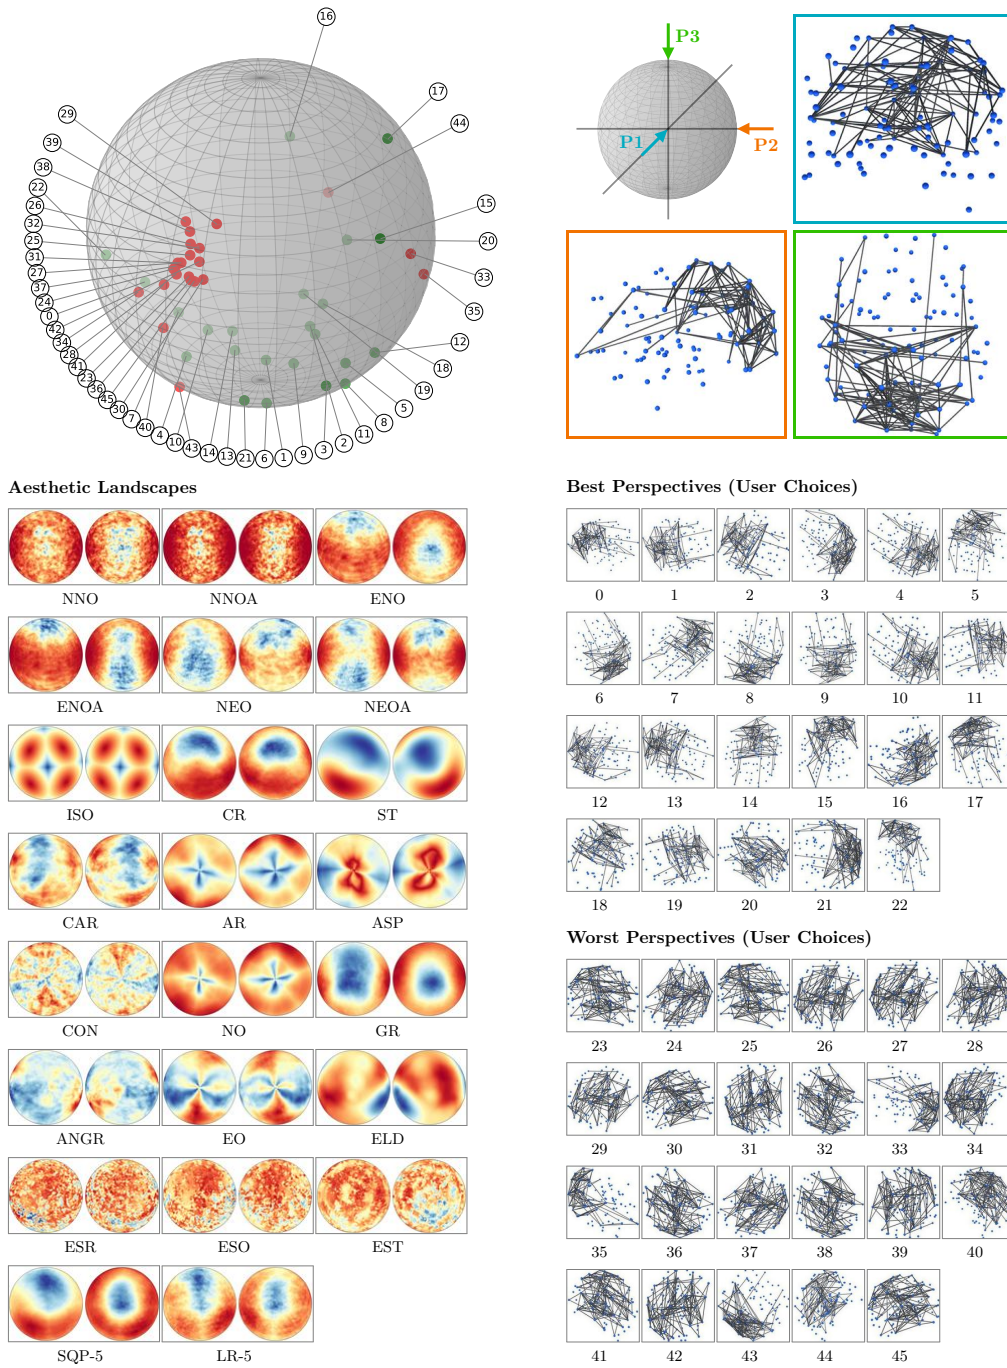 16
17
29
44
39
38
22
15
26
32
20
25
31
33
27
37
35
24
0
42
34
12
28
41
18
23
36
19
45
30
5
7
8
40
11
4
2
10
3
43
9
14
1
13
6
21
P3
P1
P2
Aesthetic Landscapes
NNO NNOA ENO
ENOA NEO NEOA
ISO CR ST
CAR AR ASP
CON NO GR
ANGR EO ELD
ESR ESO EST
SQP-5 LR-5
Best Perspectives (User Choices)
0 1 2 3 4 5
6 7 8 9 10 11
12 13 14 15 16 17
18 19 20 21 22
Worst Perspectives (User Choices)
23 24 25 26 27 28
29 30 31 32 33 34
35 36 37 38 39 40
41 42 43 44 45